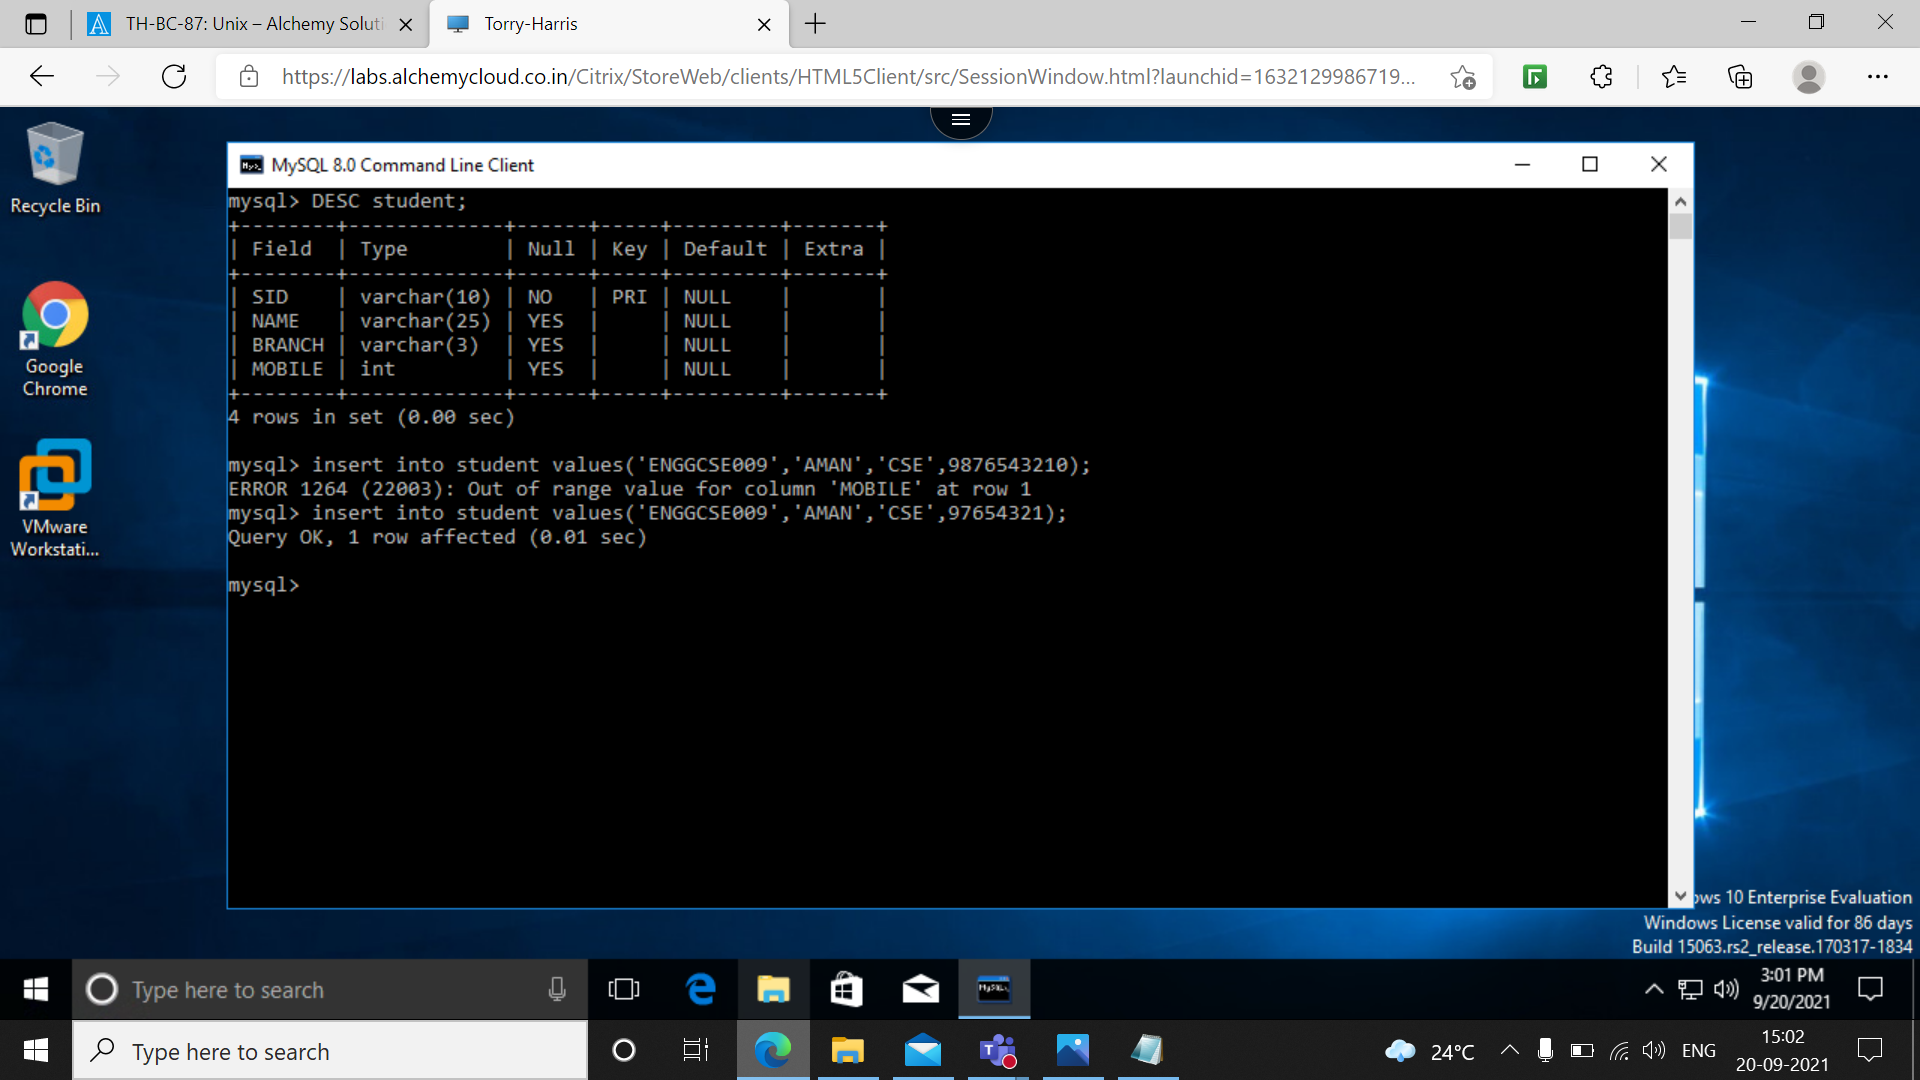 TH-BC-87: Unix – Alchemy Soluti
Torry-Harris
https://labs.alchemycloud.co.in/Citrix/StoreWeb/clients/HTML5Client/src/SessionWindow.html?launchid=1632129986719...
Recycle Bin
Google
Chrome
VMware
Workstati...
MySQL 8.0 Command Line Client
mysql> DESC student;
+--------+-------------+------+-----+---------+-------+
| Field  | Type        | Null | Key | Default | Extra |
+--------+-------------+------+-----+---------+-------+
| SID    | varchar(10) | NO   | PRI | NULL    |       |
| NAME   | varchar(25) | YES  |     | NULL    |       |
| BRANCH | varchar(3)  | YES  |     | NULL    |       |
| MOBILE | int         | YES  |     | NULL    |       |
+--------+-------------+------+-----+---------+-------+
4 rows in set (0.00 sec)
mysql> insert into student values('ENGGCSE009','AMAN','CSE',9876543210);
ERROR 1264 (22003): Out of range value for column 'MOBILE' at row 1
mysql> insert into student values('ENGGCSE009','AMAN','CSE',97654321);
Query OK, 1 row affected (0.01 sec)
mysql>
ows 10 Enterprise Evaluation
Windows License valid for 86 days
Build 15063.rs2_release.170317-1834
Type here to search
3:01 PM
9/20/2021
Type here to search
24°C
ENG
15:02
20-09-2021